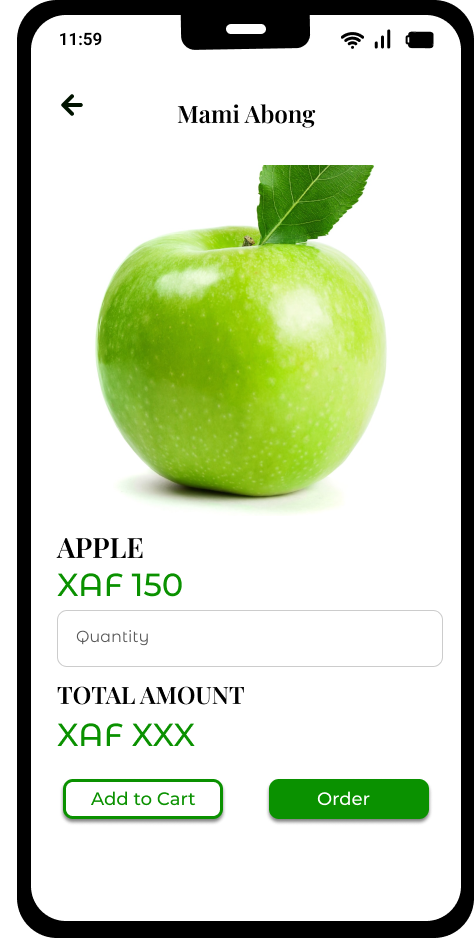 11:59
Mami Abong
APPLE
XAF 150
Quantity
TOTAL AMOUNT
XAF XXX
Add to Cart
Order